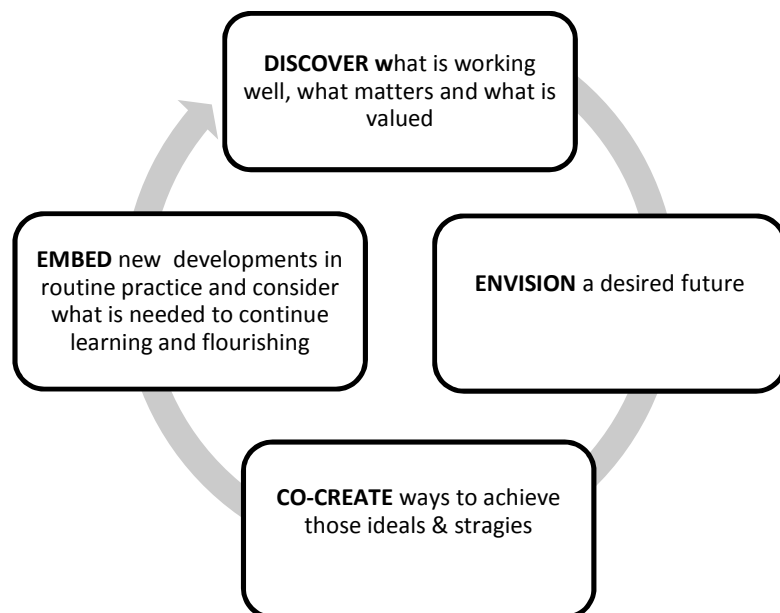 DISCOVER what is working
well, what matters and what is
valued
ENVISION a desired future
CO-CREATE ways to achieve
those ideals & stragies
EMBED new  developments in
routine practice and consider
what is needed to continue
learning and flourishing